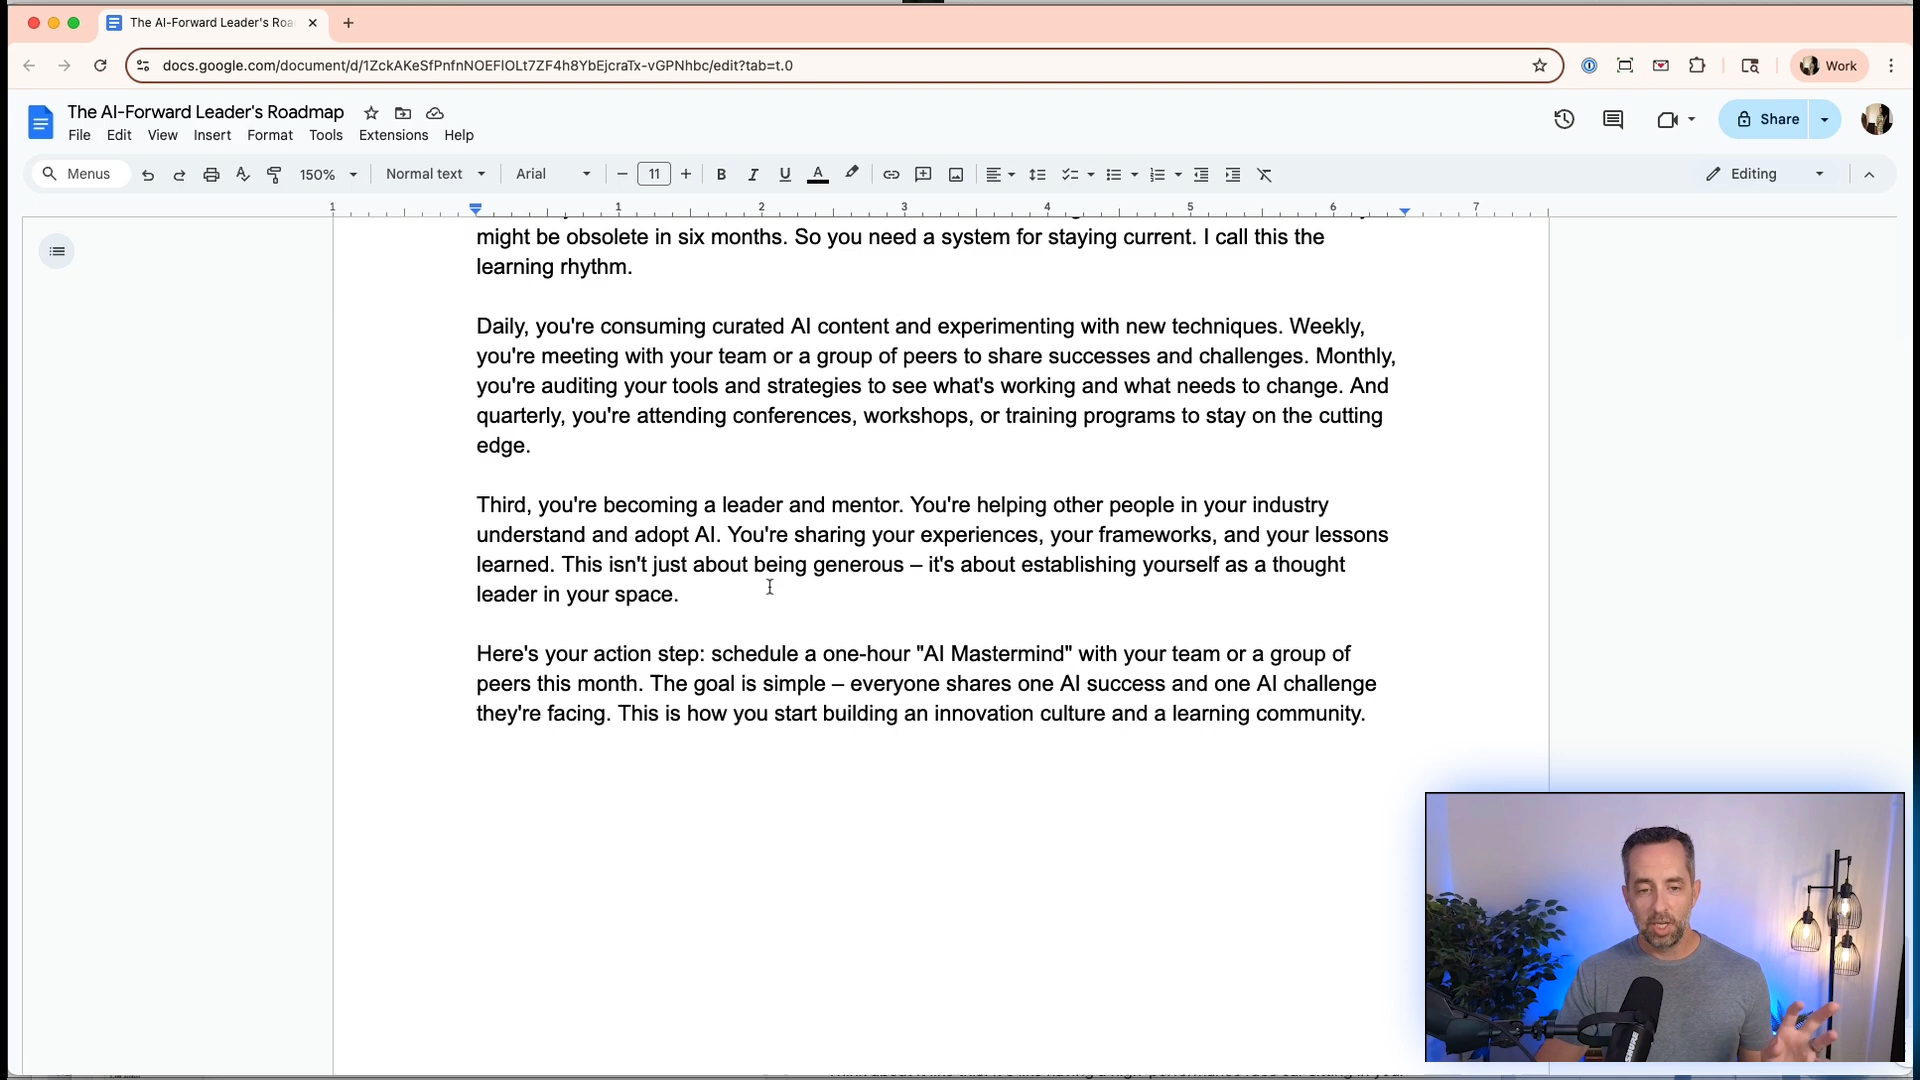 The AI-Forward Leader's Roa
docs.google.com/document/d/1ZckAKeSfPnfnNOEFlOLt7ZF4h8YbEjcraTx-vGPNhbc/edit?tab=t.0
Work
The AI-Forward Leader's Roadmap
File Edit View Insert Format Tools Extensions Help
Share
Menus
150%
Normal text
Arial
11
Editing
1 1 2 3 4 5 6 7
might be obsolete in six months. So you need a system for staying current. I call this the
learning rhythm.
Daily, you're consuming curated AI content and experimenting with new techniques. Weekly,
you're meeting with your team or a group of peers to share successes and challenges. Monthly,
you're auditing your tools and strategies to see what's working and what needs to change. And
quarterly, you're attending conferences, workshops, or training programs to stay on the cutting
edge.
Third, you're becoming a leader and mentor. You're helping other people in your industry
understand and adopt AI. You're sharing your experiences, your frameworks, and your lessons
learned. This isn't just about being generous – it's about establishing yourself as a thought
leader in your space.
Here's your action step: schedule a one-hour "AI Mastermind" with your team or a group of
peers this month. The goal is simple – everyone shares one AI success and one AI challenge
they're facing. This is how you start building an innovation culture and a learning community.
SHURE